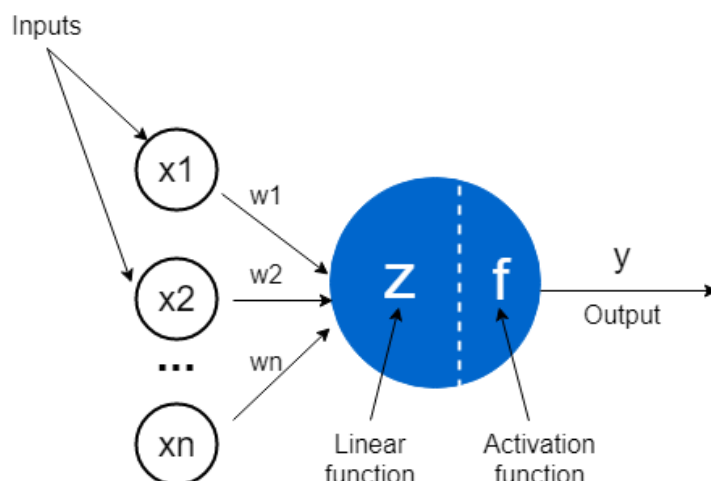 Inputs
x1
w1
x2
w2
z
f
y
Output
...
wn
xn
Linear
function
Activation
function